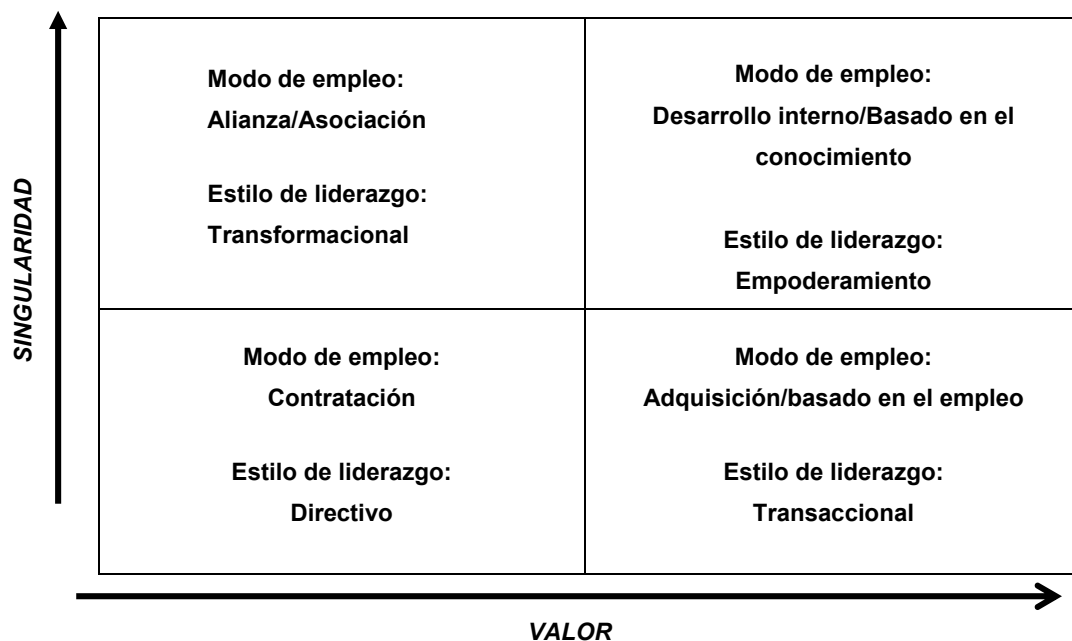 SINGULARIDAD
Modo de empleo:
Alianza/Asociación
Estilo de liderazgo:
Transformacional
Modo de empleo:
Desarrollo interno/Basado en el
conocimiento
Estilo de liderazgo:
Empoderamiento
Modo de empleo:
Contratación
Estilo de liderazgo:
Directivo
Modo de empleo:
Adquisición/basado en el empleo
Estilo de liderazgo:
Transaccional
VALOR